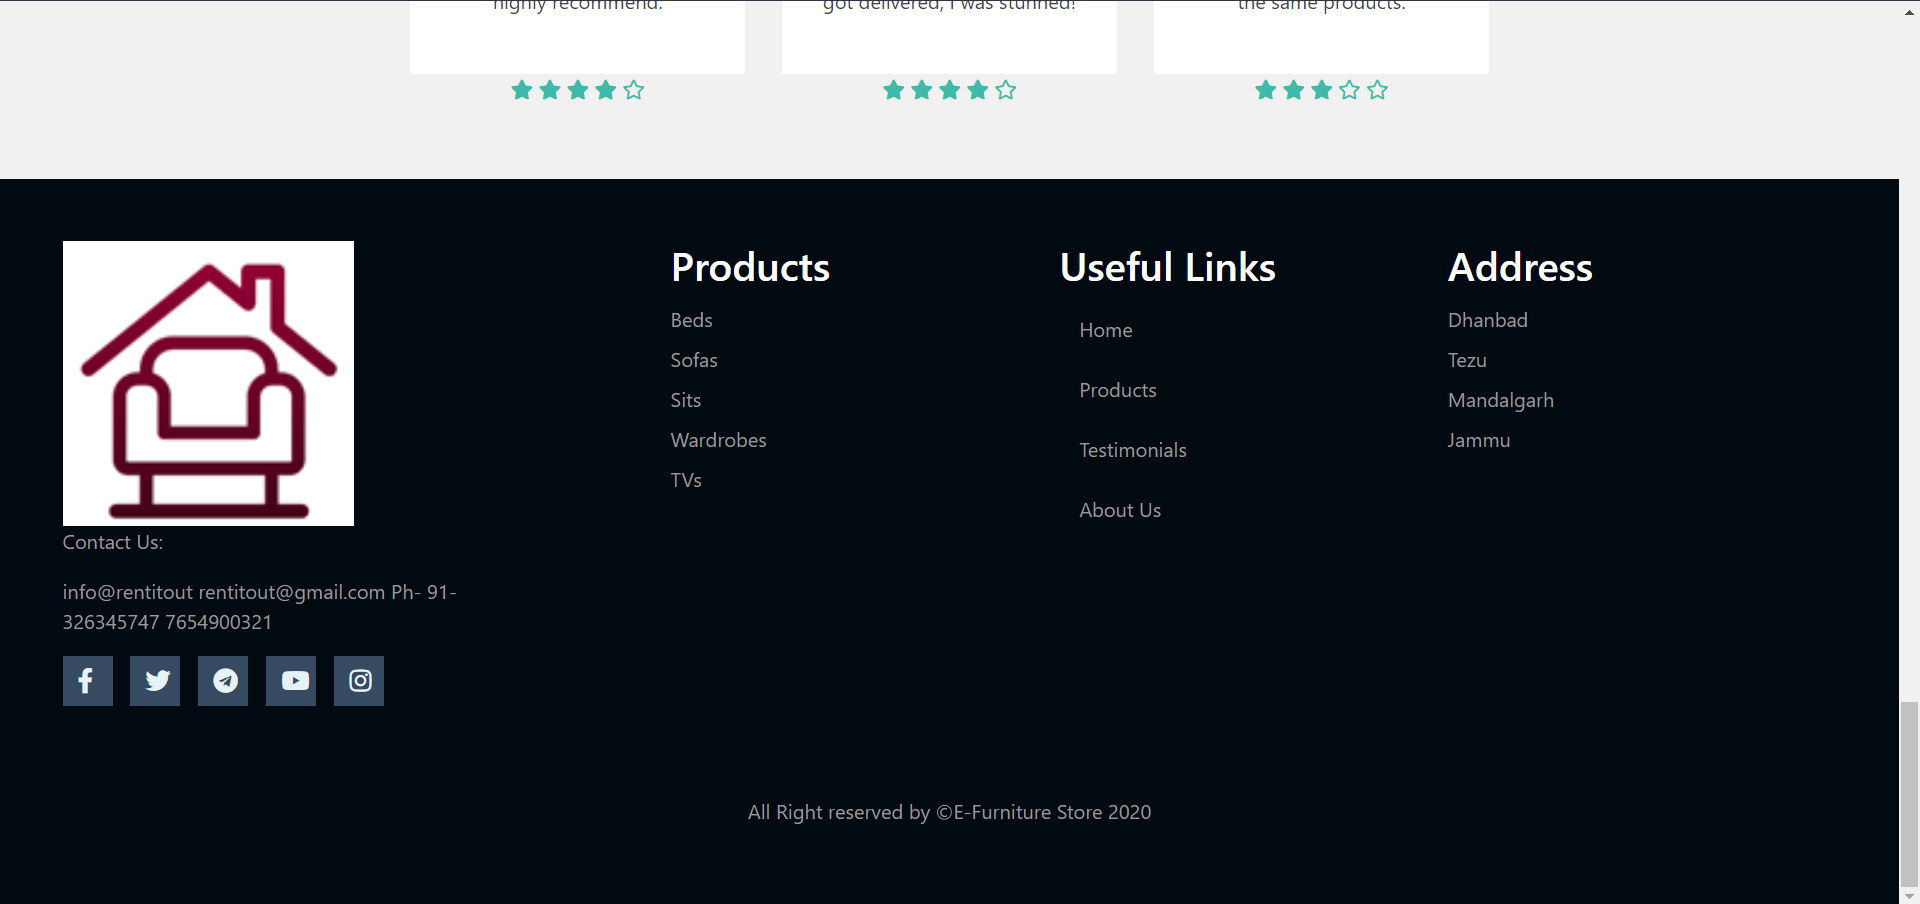 highly recommend.
got delivered, I was stunned!
the same products.
Contact Us:
info@rentitout rentitout@gmail.com Ph- 91-
326345747 7654900321
Products
Beds
Sofas
Sits
Wardrobes
TVs
Useful Links
Home
Products
Testimonials
About Us
Address
Dhanbad
Tezu
Mandalgarh
Jammu
All Right reserved by ©E-Furniture Store 2020